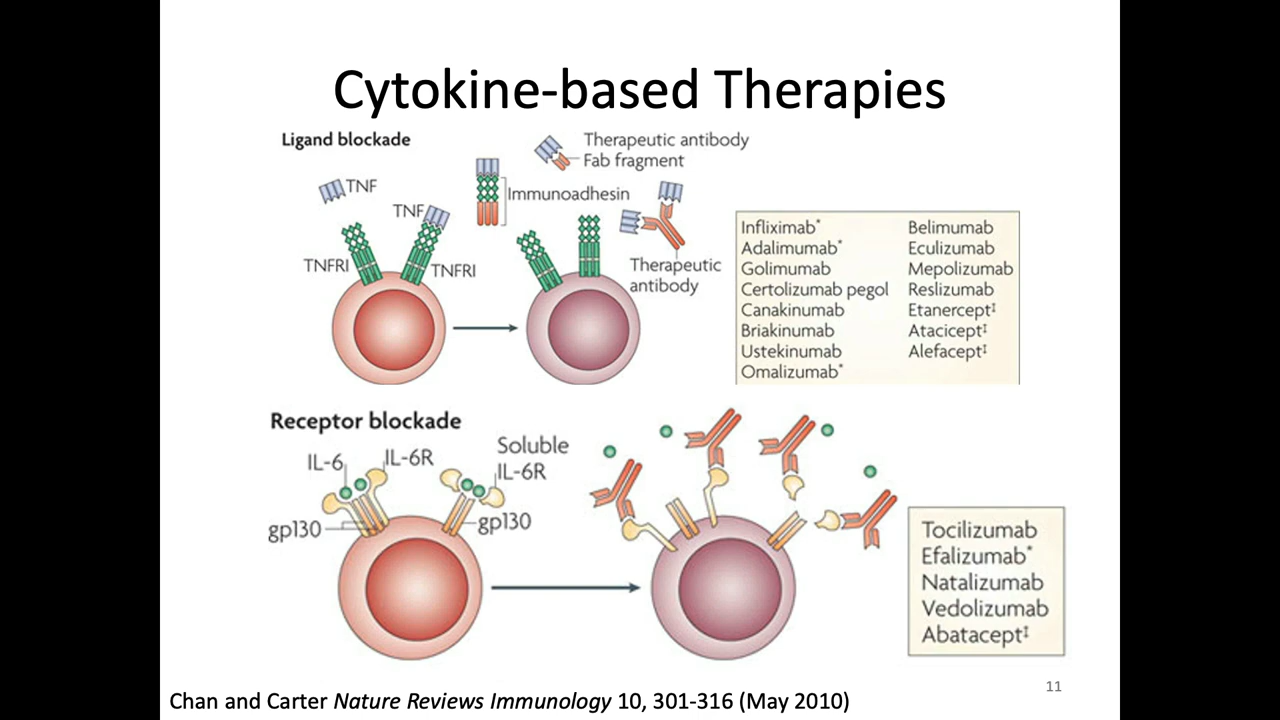 Cytokine-based Therapies
Ligand blockade
Therapeutic antibody
Fab fragment
TNF
Immunoadhesin
TNF
TNFRI
TNFRI
Therapeutic
antibody
Infliximab*
Adalimumab*
Golimumab
Certolizumab pegol
Canakinumab
Briakinumab
Ustekinumab
Omalizumab*
Belimumab
Eculizumab
Mepolizumab
Reslizumab
Etanercept‡
Atacicept‡
Alefacept‡
Receptor blockade
IL-6
IL-6R
Soluble
IL-6R
gp130
gp130
Tocilizumab
Efalizumab*
Natalizumab
Vedolizumab
Abatacept‡
11
Chan and Carter Nature Reviews Immunology 10, 301-316 (May 2010)